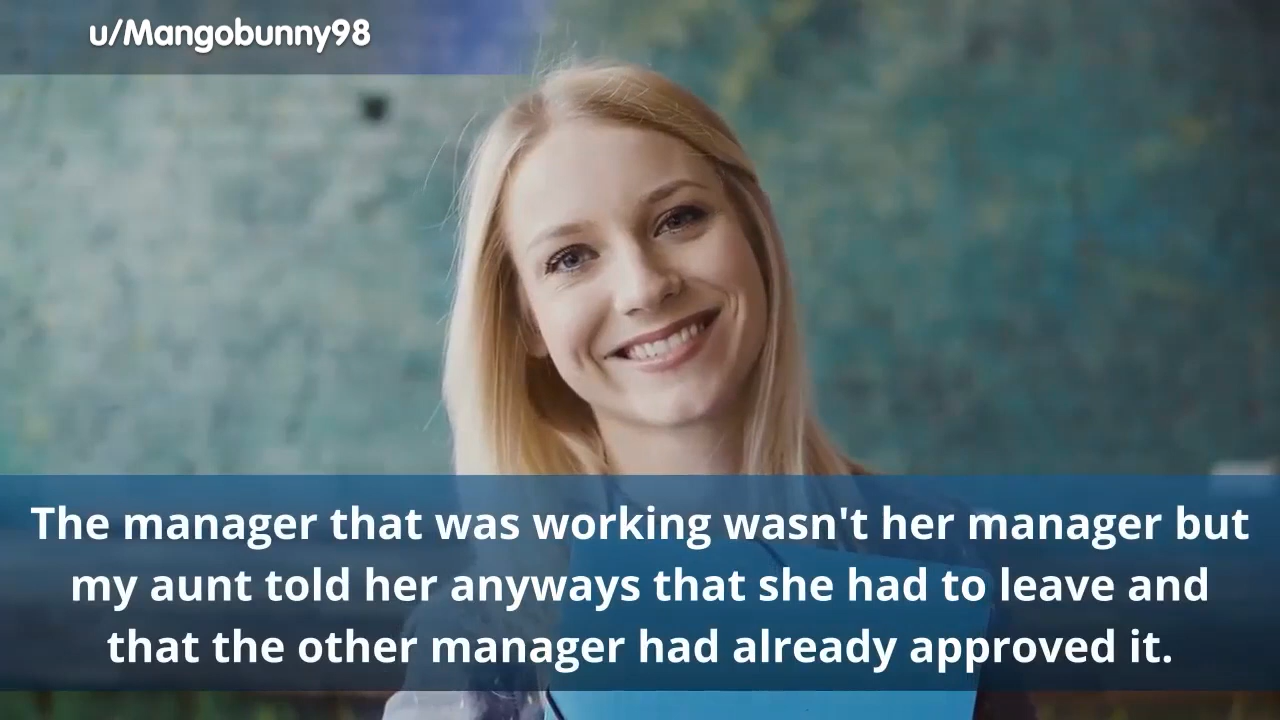 u/Mangobunny98
The manager that was working wasn't her manager but
my aunt told her anyways that she had to leave and
that the other manager had already approved it.